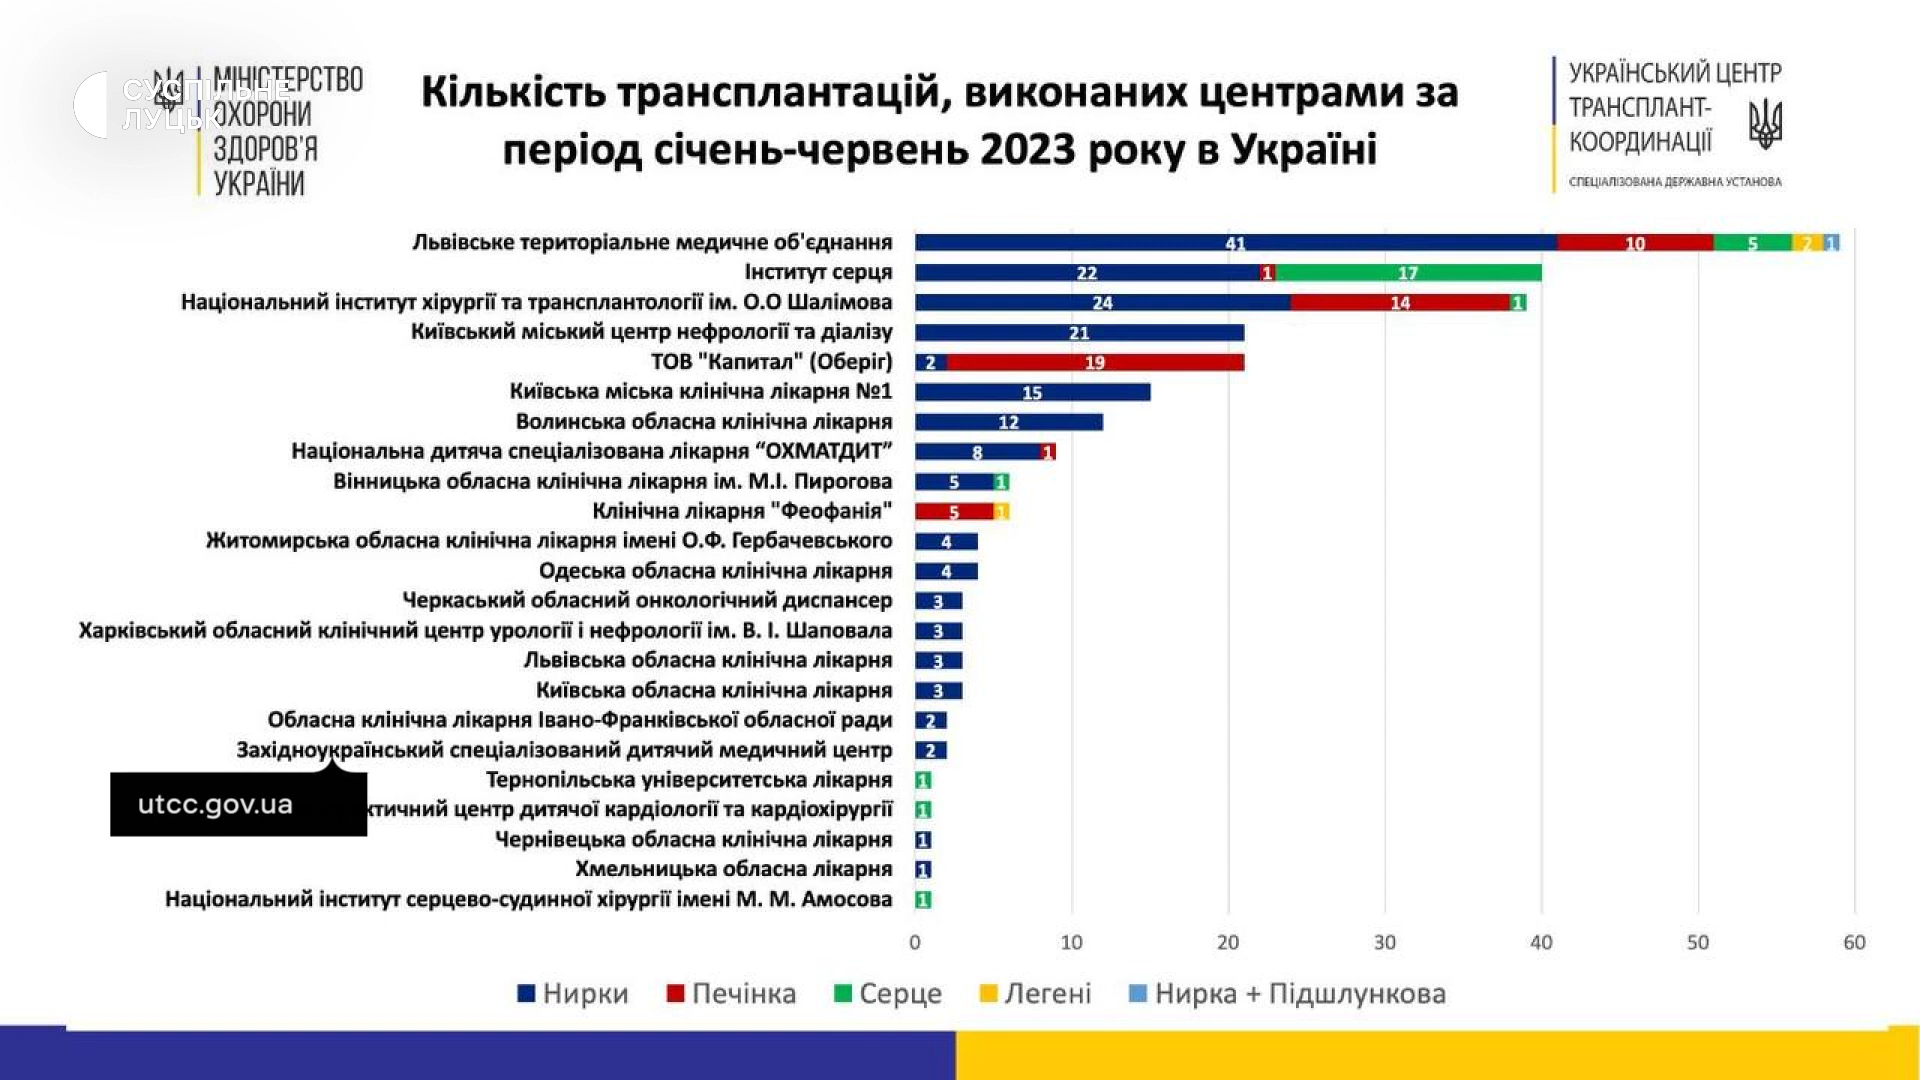 СУСПІЛЬНЕ
ЛУЦЬК
МІНІСТЕРСТВО
ОХОРОНИ
ЗДОРОВ'Я
УКРАЇНИ
Кількість трансплантацій, виконаних центрами за
період січень-червень 2023 року в Україні
УКРАЇНСЬКИЙ ЦЕНТР
ТРАНСПЛАНТ-
КООРДИНАЦІЇ
СПЕЦІАЛІЗОВАНА ДЕРЖАВНА УСТАНОВА
Львівське територіальне медичне об'єднання 41 10 5 2 1
Інститут серця 22 1 17
Національний інститут хірургії та трансплантології ім. О.О Шалімова 24 14 1
Київський міський центр нефрології та діалізу 21
ТОВ "Капитал" (Оберіг) 2 19
Київська міська клінічна лікарня №1 15
Волинська обласна клінічна лікарня 12
Національна дитяча спеціалізована лікарня “ОХМАТДИТ” 8 1
Вінницька обласна клінічна лікарня ім. М.І. Пирогова 5 1
Клінічна лікарня "Феофанія" 5 1
Житомирська обласна клінічна лікарня імені О.Ф. Гербачевського 4
Одеська обласна клінічна лікарня 4
Черкаський обласний онкологічний диспансер 3
Харківський обласний клінічний центр урології і нефрології ім. В. І. Шаповала 3
Львівська обласна клінічна лікарня 3
Київська обласна клінічна лікарня 3
Обласна клінічна лікарня Івано-Франківської обласної ради 2
Західноукраїнський спеціалізований дитячий медичний центр 2
Тернопільська університетська лікарня 1
utcc.gov.ua
ктичний центр дитячої кардіології та кардіохірургії 1
Чернівецька обласна клінічна лікарня 1
Хмельницька обласна лікарня 1
Національний інститут серцево-судинної хірургії імені М. М. Амосова 1
0 10 20 30 40 50 60
Нирки Печінка Серце Легені Нирка + Підшлункова